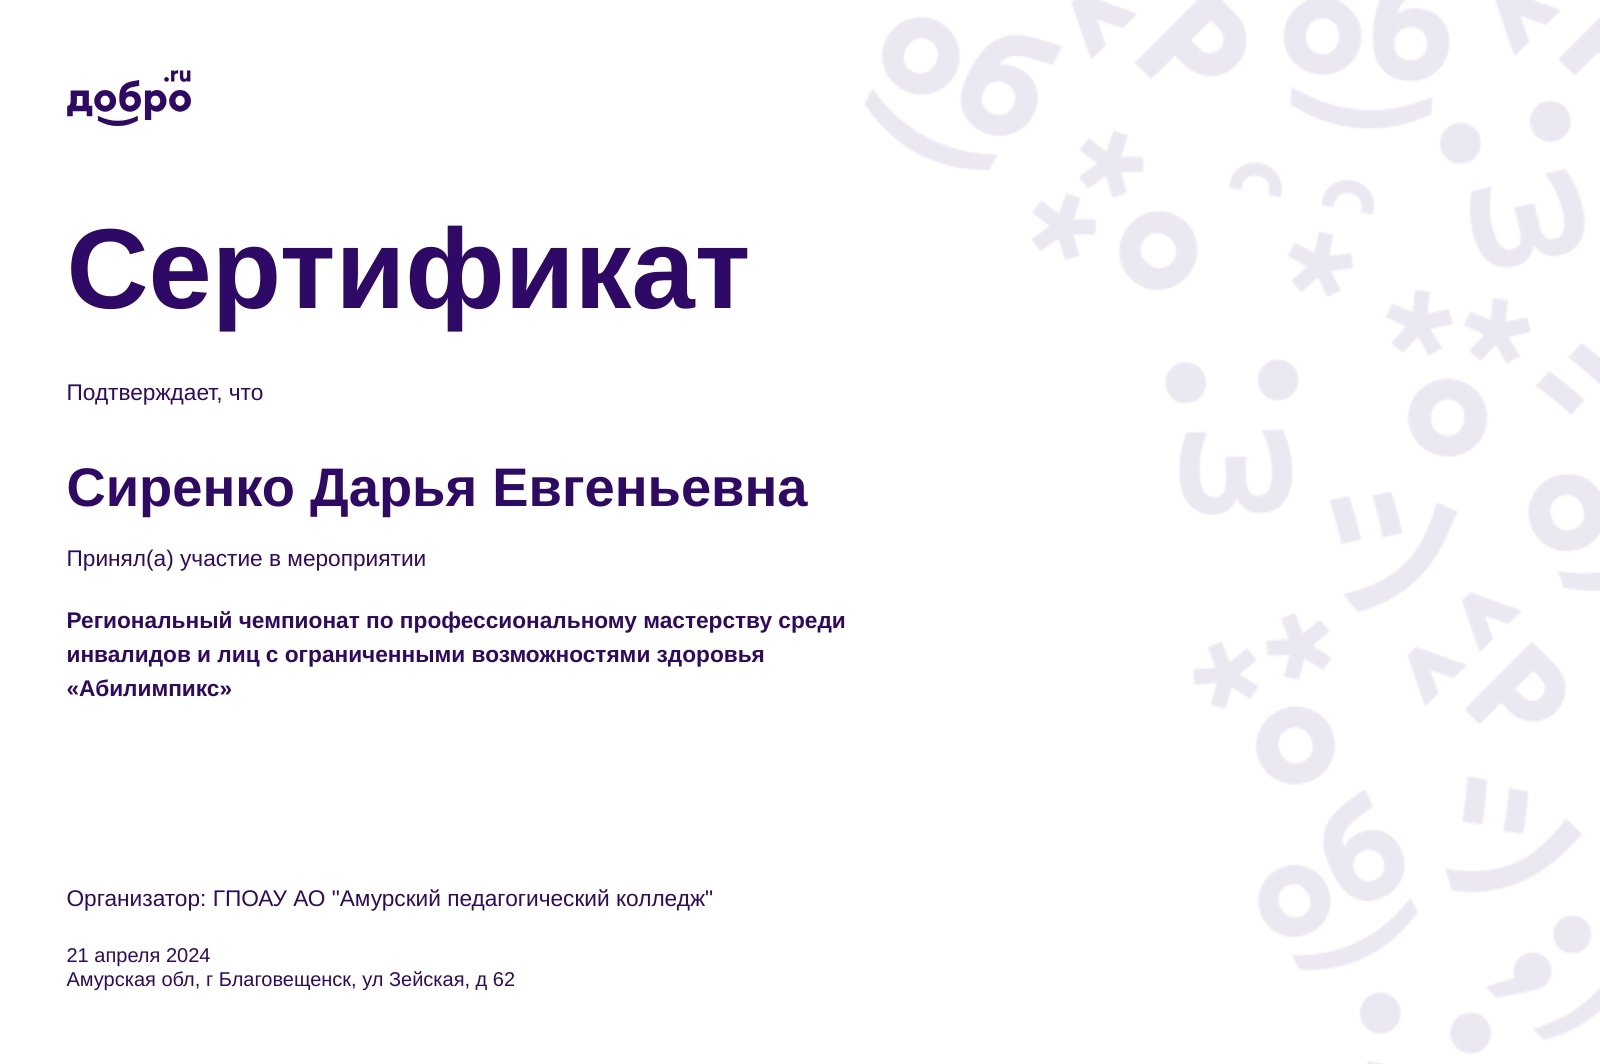 добро.ru
Сертификат
Подтверждает, что
Сиренко Дарья Евгеньевна
Принял(а) участие в мероприятии
Региональный чемпионат по профессиональному мастерству среди
инвалидов и лиц с ограниченными возможностями здоровья
«Абилимпикс»
Организатор: ГПОАУ АО "Амурский педагогический колледж"
21 апреля 2024
Амурская обл, г Благовещенск, ул Зейская, д 62